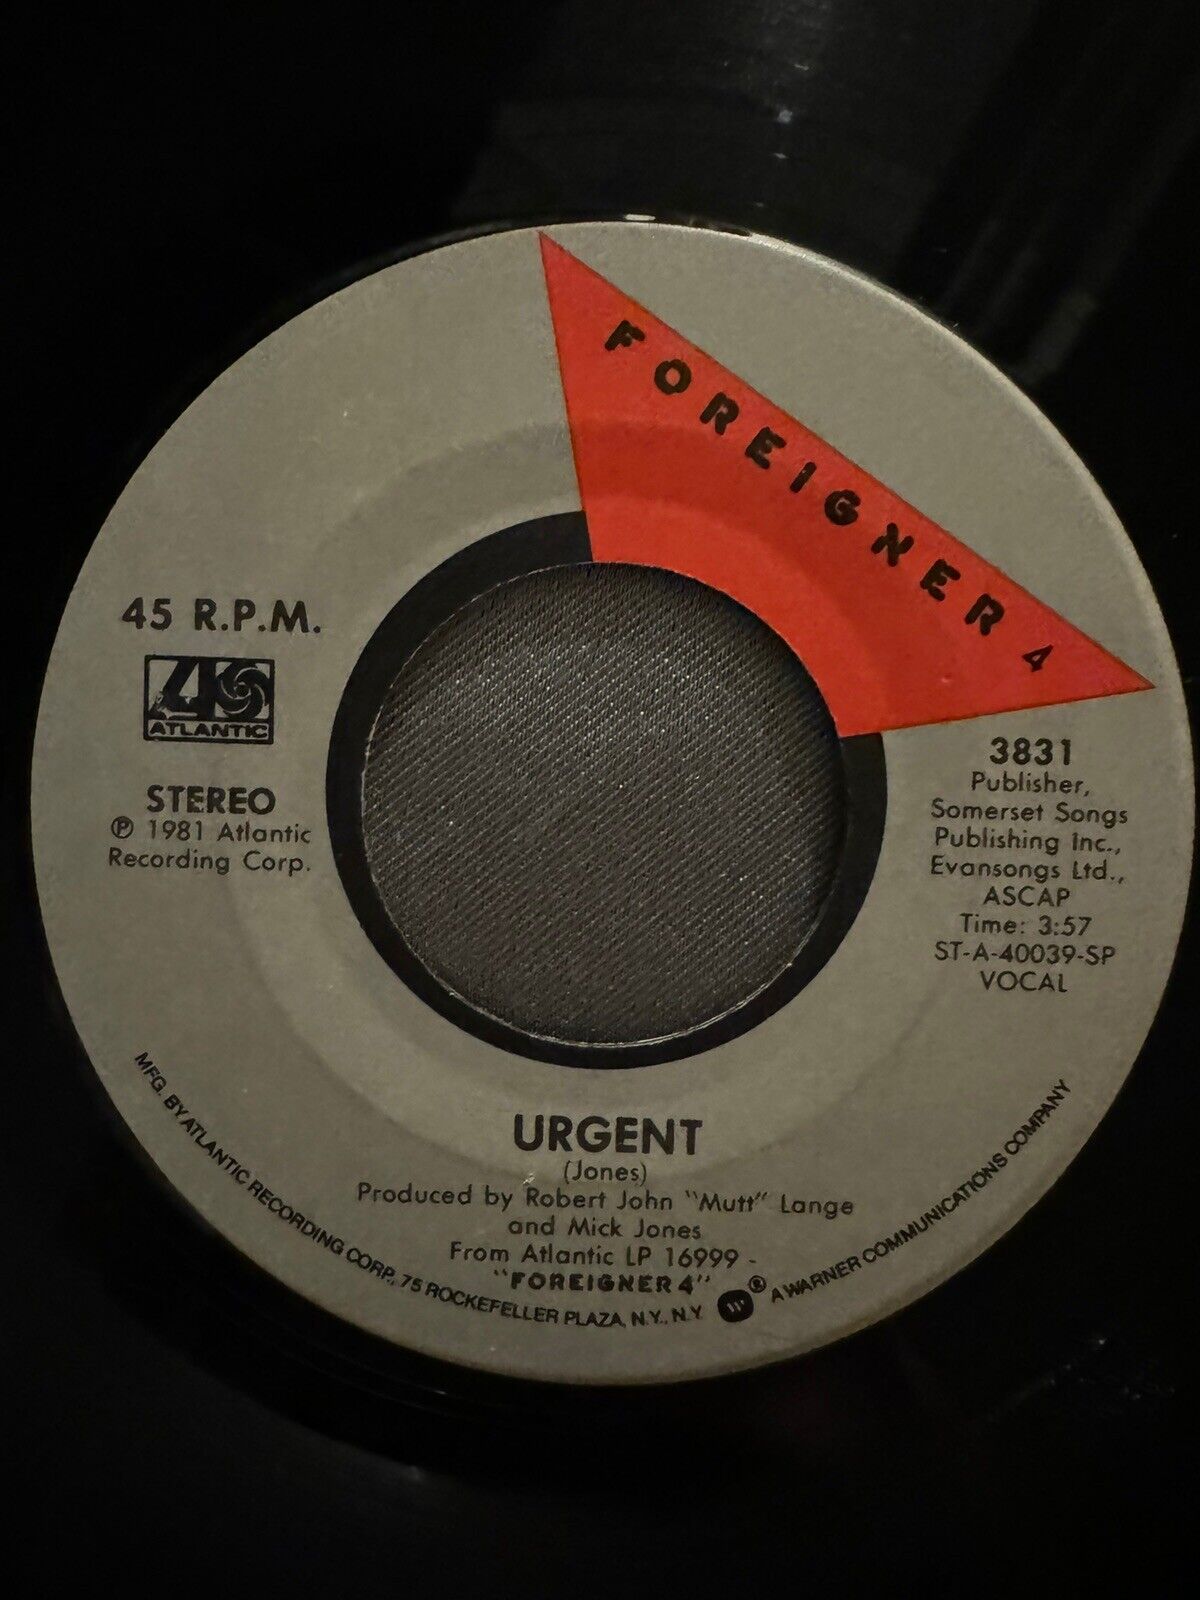 FOREIGNER 4
45 R.P.M.
ATLANTIC
STEREO
℗ 1981 Atlantic
Recording Corp.
3831
Publisher,
Somerset Songs
Publishing Inc.,
Evansongs Ltd.,
ASCAP
Time: 3:57
ST-A-40039-SP
VOCAL
URGENT
(Jones)
Produced by Robert John "Mutt" Lange
and Mick Jones
From Atlantic LP 16999 -
"FOREIGNER 4"
MFG. BY ATLANTIC RECORDING CORP., 75 ROCKEFELLER PLAZA, N.Y., N.Y. ® A WARNER COMMUNICATIONS COMPANY